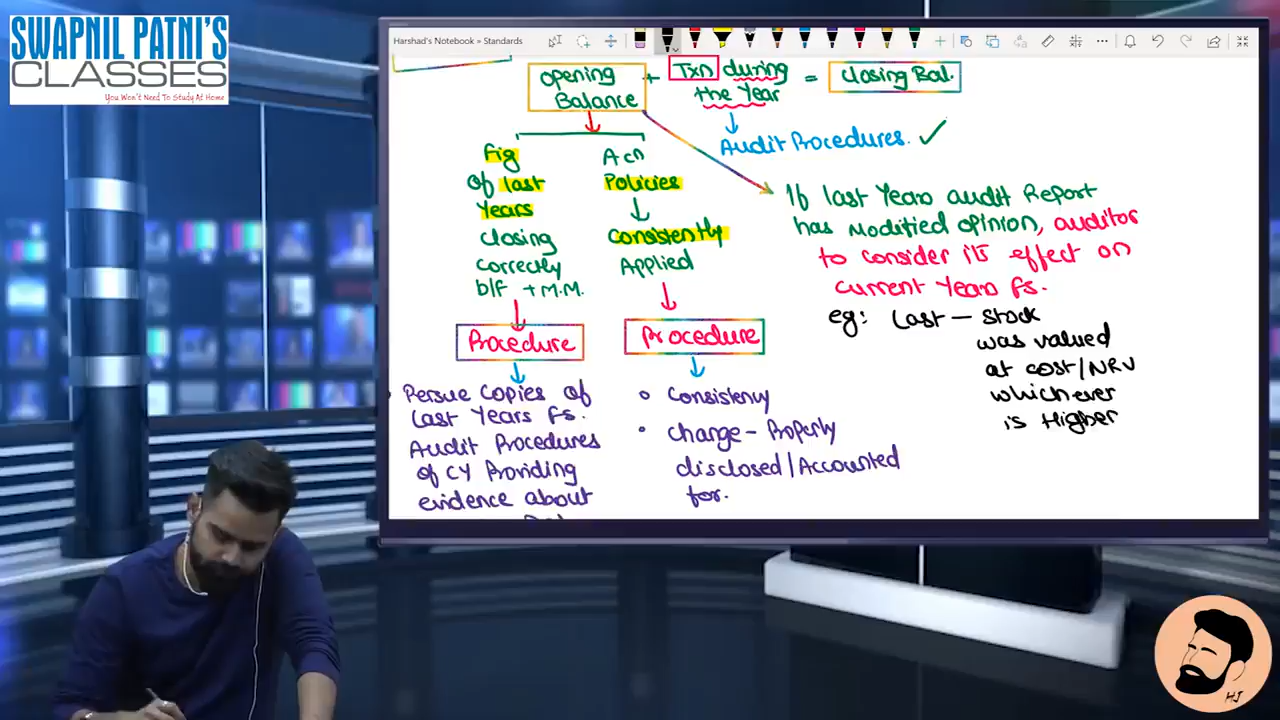 SWAPNIL PATNI'S
CLASSES
You Won't Need To Study At Home
Harshad's Notebook » Standards
Opening
Balance
+
Txn during
the Year
=
Closing Bal.
Audit Procedures. ✓
Fig
of last
Years
closing
correctly
b/f + M.M.
Acn
Policies
Consistently
Applied
If last Years audit Report
has modified opinion, auditor
to consider its effect on
current Years fs.
eg: Last – stock
was valued
at cost/NRV
whichever
is Higher
Procedure
Procedure
Persue Copies of
Last Years fs.
Audit Procedures
of CY Providing
evidence about
• Consistency
• change – Properly
disclosed/Accounted
for.
HJ